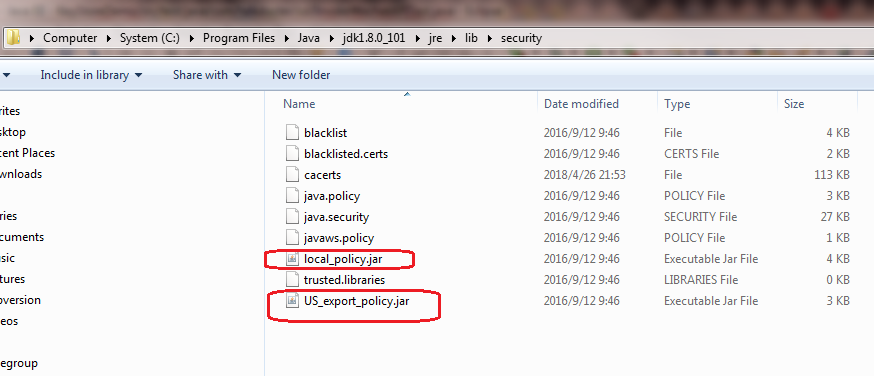 Computer System (C:) Program Files Java jdk1.8.0_101 jre lib security
Include in library Share with New folder
Name Date modified Type Size
rites
sktop
cent Places
wnloads
ries
cuments
usic
tures
bversion
eos
egroup
blacklist 2016/9/12 9:46 File 4 KB
blacklisted.certs 2016/9/12 9:46 CERTS File 2 KB
cacerts 2018/4/26 21:53 File 113 KB
java.policy 2016/9/12 9:46 POLICY File 3 KB
java.security 2016/9/12 9:46 SECURITY File 27 KB
javaws.policy 2016/9/12 9:46 POLICY File 1 KB
local_policy.jar 2016/9/12 9:46 Executable Jar File 4 KB
trusted.libraries 2016/9/12 9:46 LIBRARIES File 0 KB
US_export_policy.jar 2016/9/12 9:46 Executable Jar File 3 KB